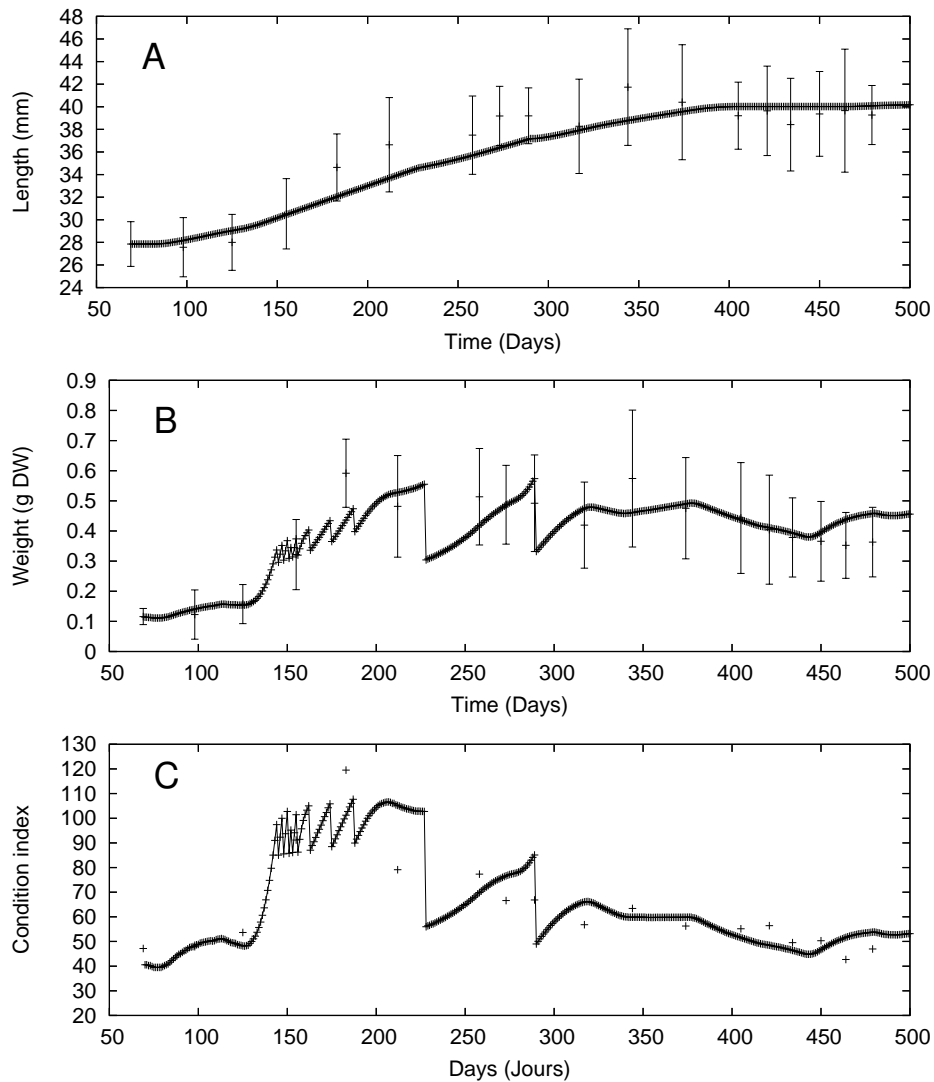 48
46
44
42
40
38
36
34
32
30
28
26
24
Length (mm)
A
50 100 150 200 250 300 350 400 450 500
Time (Days)
0.9
0.8
0.7
0.6
0.5
0.4
0.3
0.2
0.1
0
Weight (g DW)
B
50 100 150 200 250 300 350 400 450 500
Time (Days)
130
120
110
100
90
80
70
60
50
40
30
20
Condition index
C
50 100 150 200 250 300 350 400 450 500
Days (Jours)